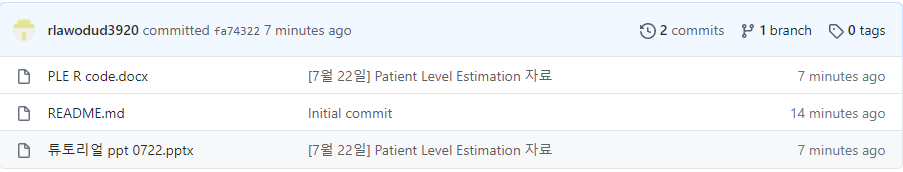 rlawodud3920 committed fa74322 7 minutes ago 2 commits 1 branch 0 tags
PLE R code.docx [7월 22일] Patient Level Estimation 자료 7 minutes ago
README.md Initial commit 14 minutes ago
튜토리얼 ppt 0722.pptx [7월 22일] Patient Level Estimation 자료 7 minutes ago